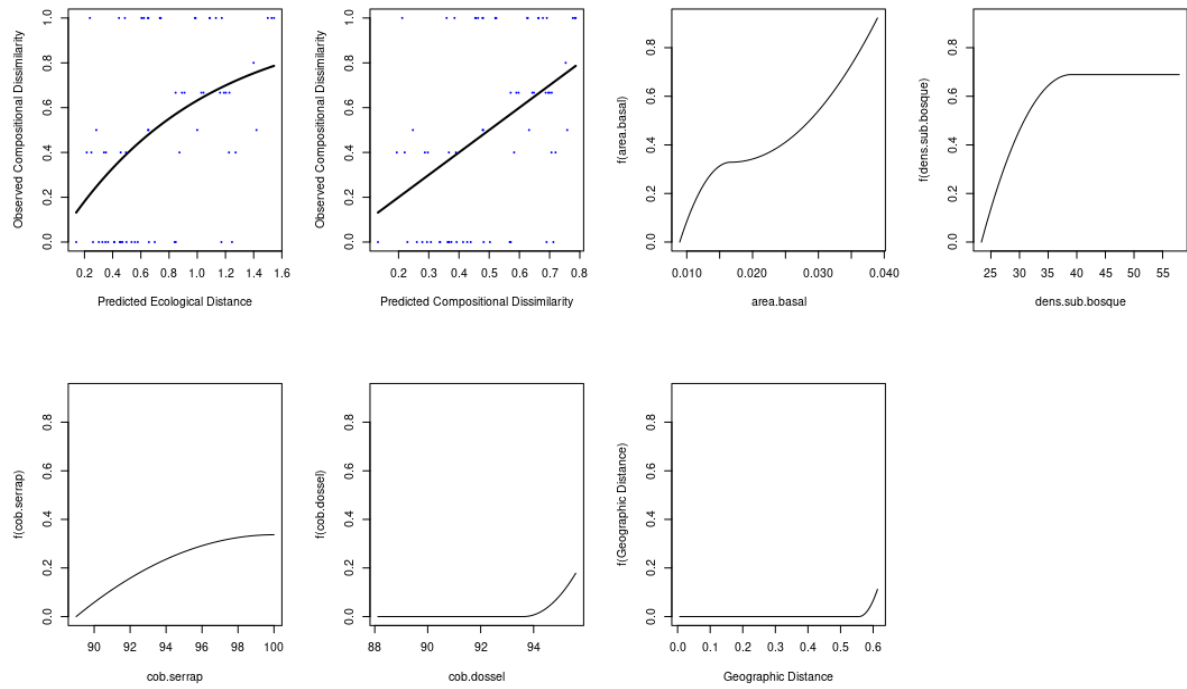 Observed Compositional Dissimilarity
0.0 0.2 0.4 0.6 0.8 1.0
0.2 0.4 0.6 0.8 1.0 1.2 1.4 1.6
Predicted Ecological Distance
Observed Compositional Dissimilarity
0.0 0.2 0.4 0.6 0.8 1.0
0.2 0.3 0.4 0.5 0.6 0.7 0.8
Predicted Compositional Dissimilarity
f(area.basal)
0.0 0.2 0.4 0.6 0.8
0.010 0.020 0.030 0.040
area.basal
f(dens.sub.bosque)
0.0 0.2 0.4 0.6 0.8
25 30 35 40 45 50 55
dens.sub.bosque
f(cob.serrap)
0.0 0.2 0.4 0.6 0.8
90 92 94 96 98 100
cob.serrap
f(cob.dossel)
0.0 0.2 0.4 0.6 0.8
88 90 92 94
cob.dossel
f(Geographic Distance)
0.0 0.2 0.4 0.6 0.8
0.0 0.1 0.2 0.3 0.4 0.5 0.6
Geographic Distance